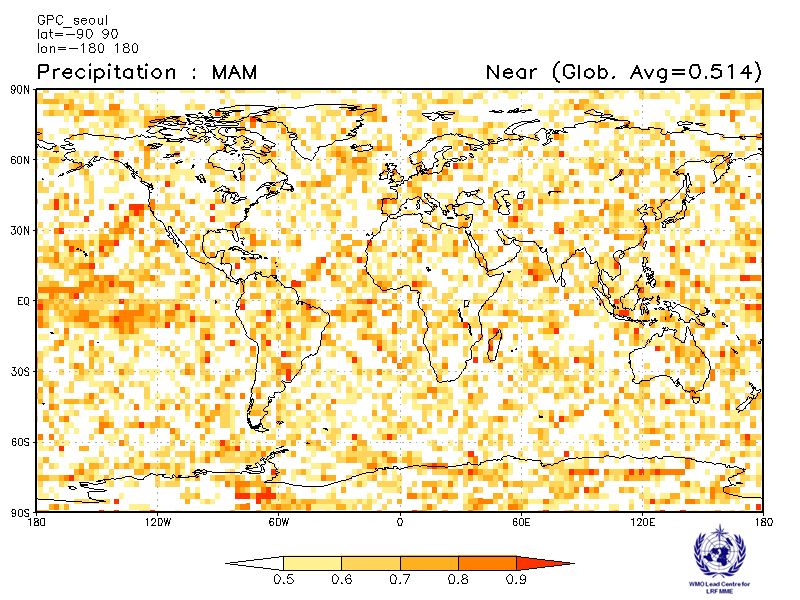 GPC_seoul
lat=−90 90
lon=−180 180
Precipitation : MAM
Near (Glob. Avg=0.514)
90N
60N
30N
EQ
30S
60S
90S
180 120W 60W 0 60E 120E 180
0.5 0.6 0.7 0.8 0.9
WMO Lead Centre for
LRF MME